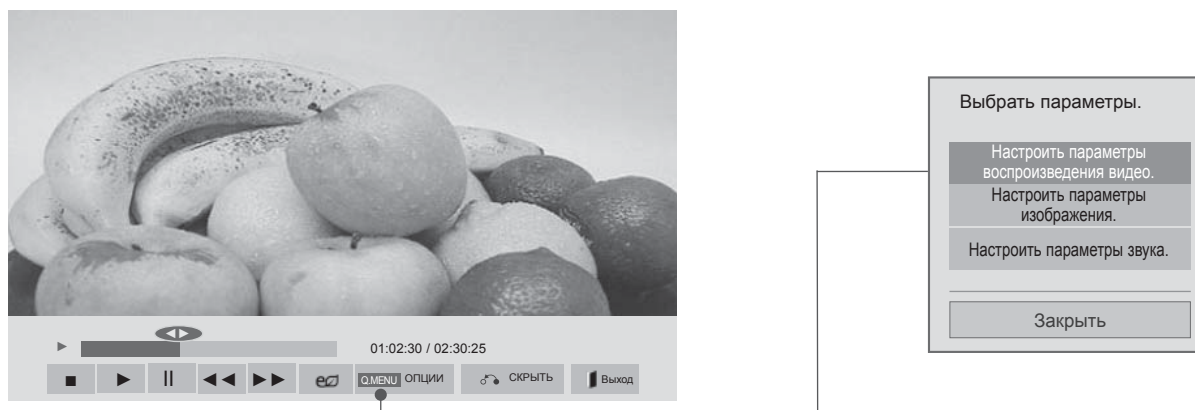 01:02:30 / 02:30:25
Q.MENU ОПЦИИ
СКРЫТЬ
Выход
Выбрать параметры.
Настроить параметры
воспроизведения видео.
Настроить параметры
изображения.
Настроить параметры звука.
Закрыть